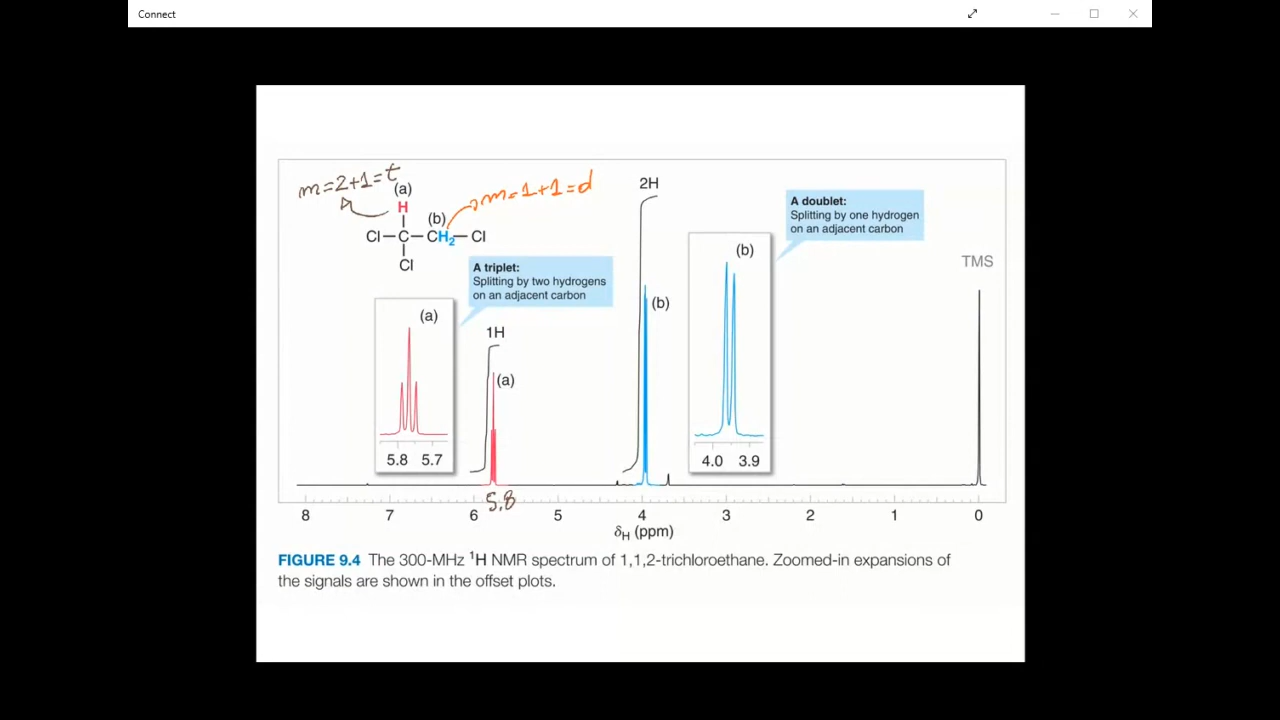 Connect
m=2+1=t
(a)
H
m=1+1=d
(b)
Cl—C—CH₂—Cl
Cl
2H
A doublet:
Splitting by one hydrogen
on an adjacent carbon
(b)
TMS
A triplet:
Splitting by two hydrogens
on an adjacent carbon
(a)
1H
(b)
(a)
5.8 5.7
4.0 3.9
5.8
8 7 6 5 4 3 2 1 0
δH (ppm)
FIGURE 9.4 The 300-MHz ¹H NMR spectrum of 1,1,2-trichloroethane. Zoomed-in expansions of
the signals are shown in the offset plots.